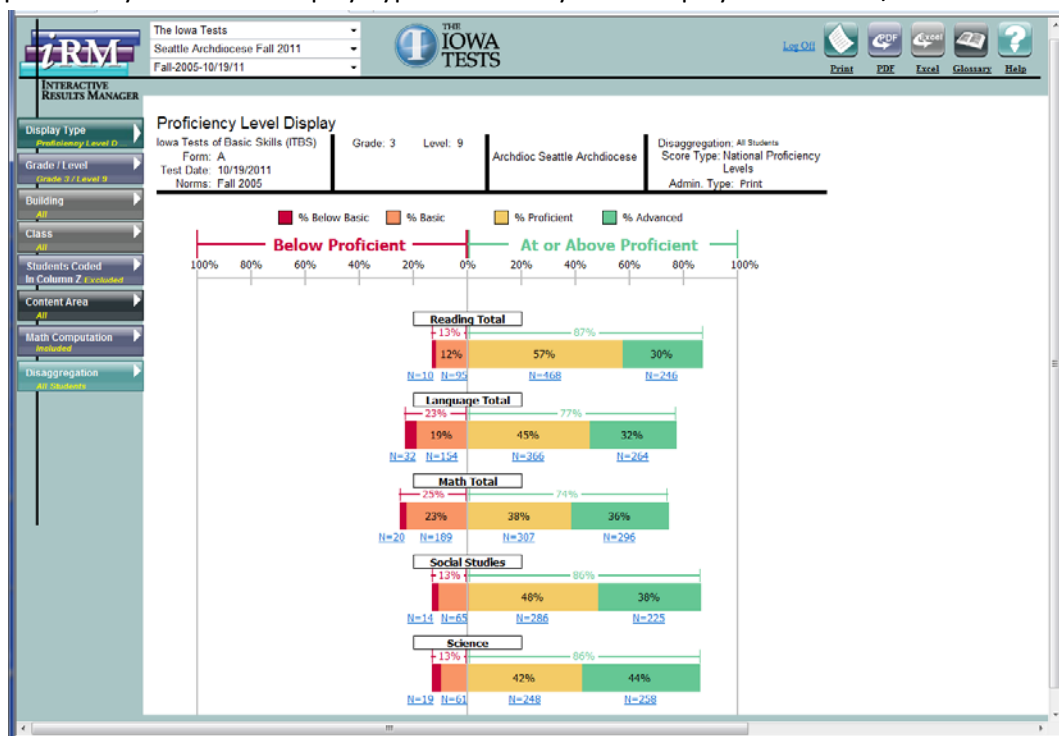 The Iowa Tests
Seattle Archdiocese Fall 2011
Fall-2005-10/19/11
iRM
INTERACTIVE
RESULTS MANAGER
THE
IOWA
TESTS
Log Off
Print PDF Excel Glossary Help
Display Type
Proficiency Level D...
Grade / Level
Grade 3 / Level 9
Building
All
Class
All
Students Coded
In Column Z Excluded
Content Area
All
Math Computation
Included
Disaggregation
All Students
Proficiency Level Display
Iowa Tests of Basic Skills (ITBS)
Form: A
Test Date: 10/19/2011
Norms: Fall 2005
Grade: 3 Level: 9
Archdioc Seattle Archdiocese
Disaggregation: All Students
Score Type: National Proficiency
Levels
Admin. Type: Print
% Below Basic % Basic % Proficient % Advanced
Below Proficient At or Above Proficient
100% 80% 60% 40% 20% 0% 20% 40% 60% 80% 100%
Reading Total
13% 87%
12% 57% 30%
N=10 N=95 N=468 N=246
Language Total
23% 77%
19% 45% 32%
N=32 N=154 N=366 N=264
Math Total
25% 74%
23% 38% 36%
N=20 N=189 N=307 N=296
Social Studies
13% 86%
48% 38%
N=14 N=65 N=286 N=225
Science
13% 86%
42% 44%
N=19 N=61 N=248 N=258